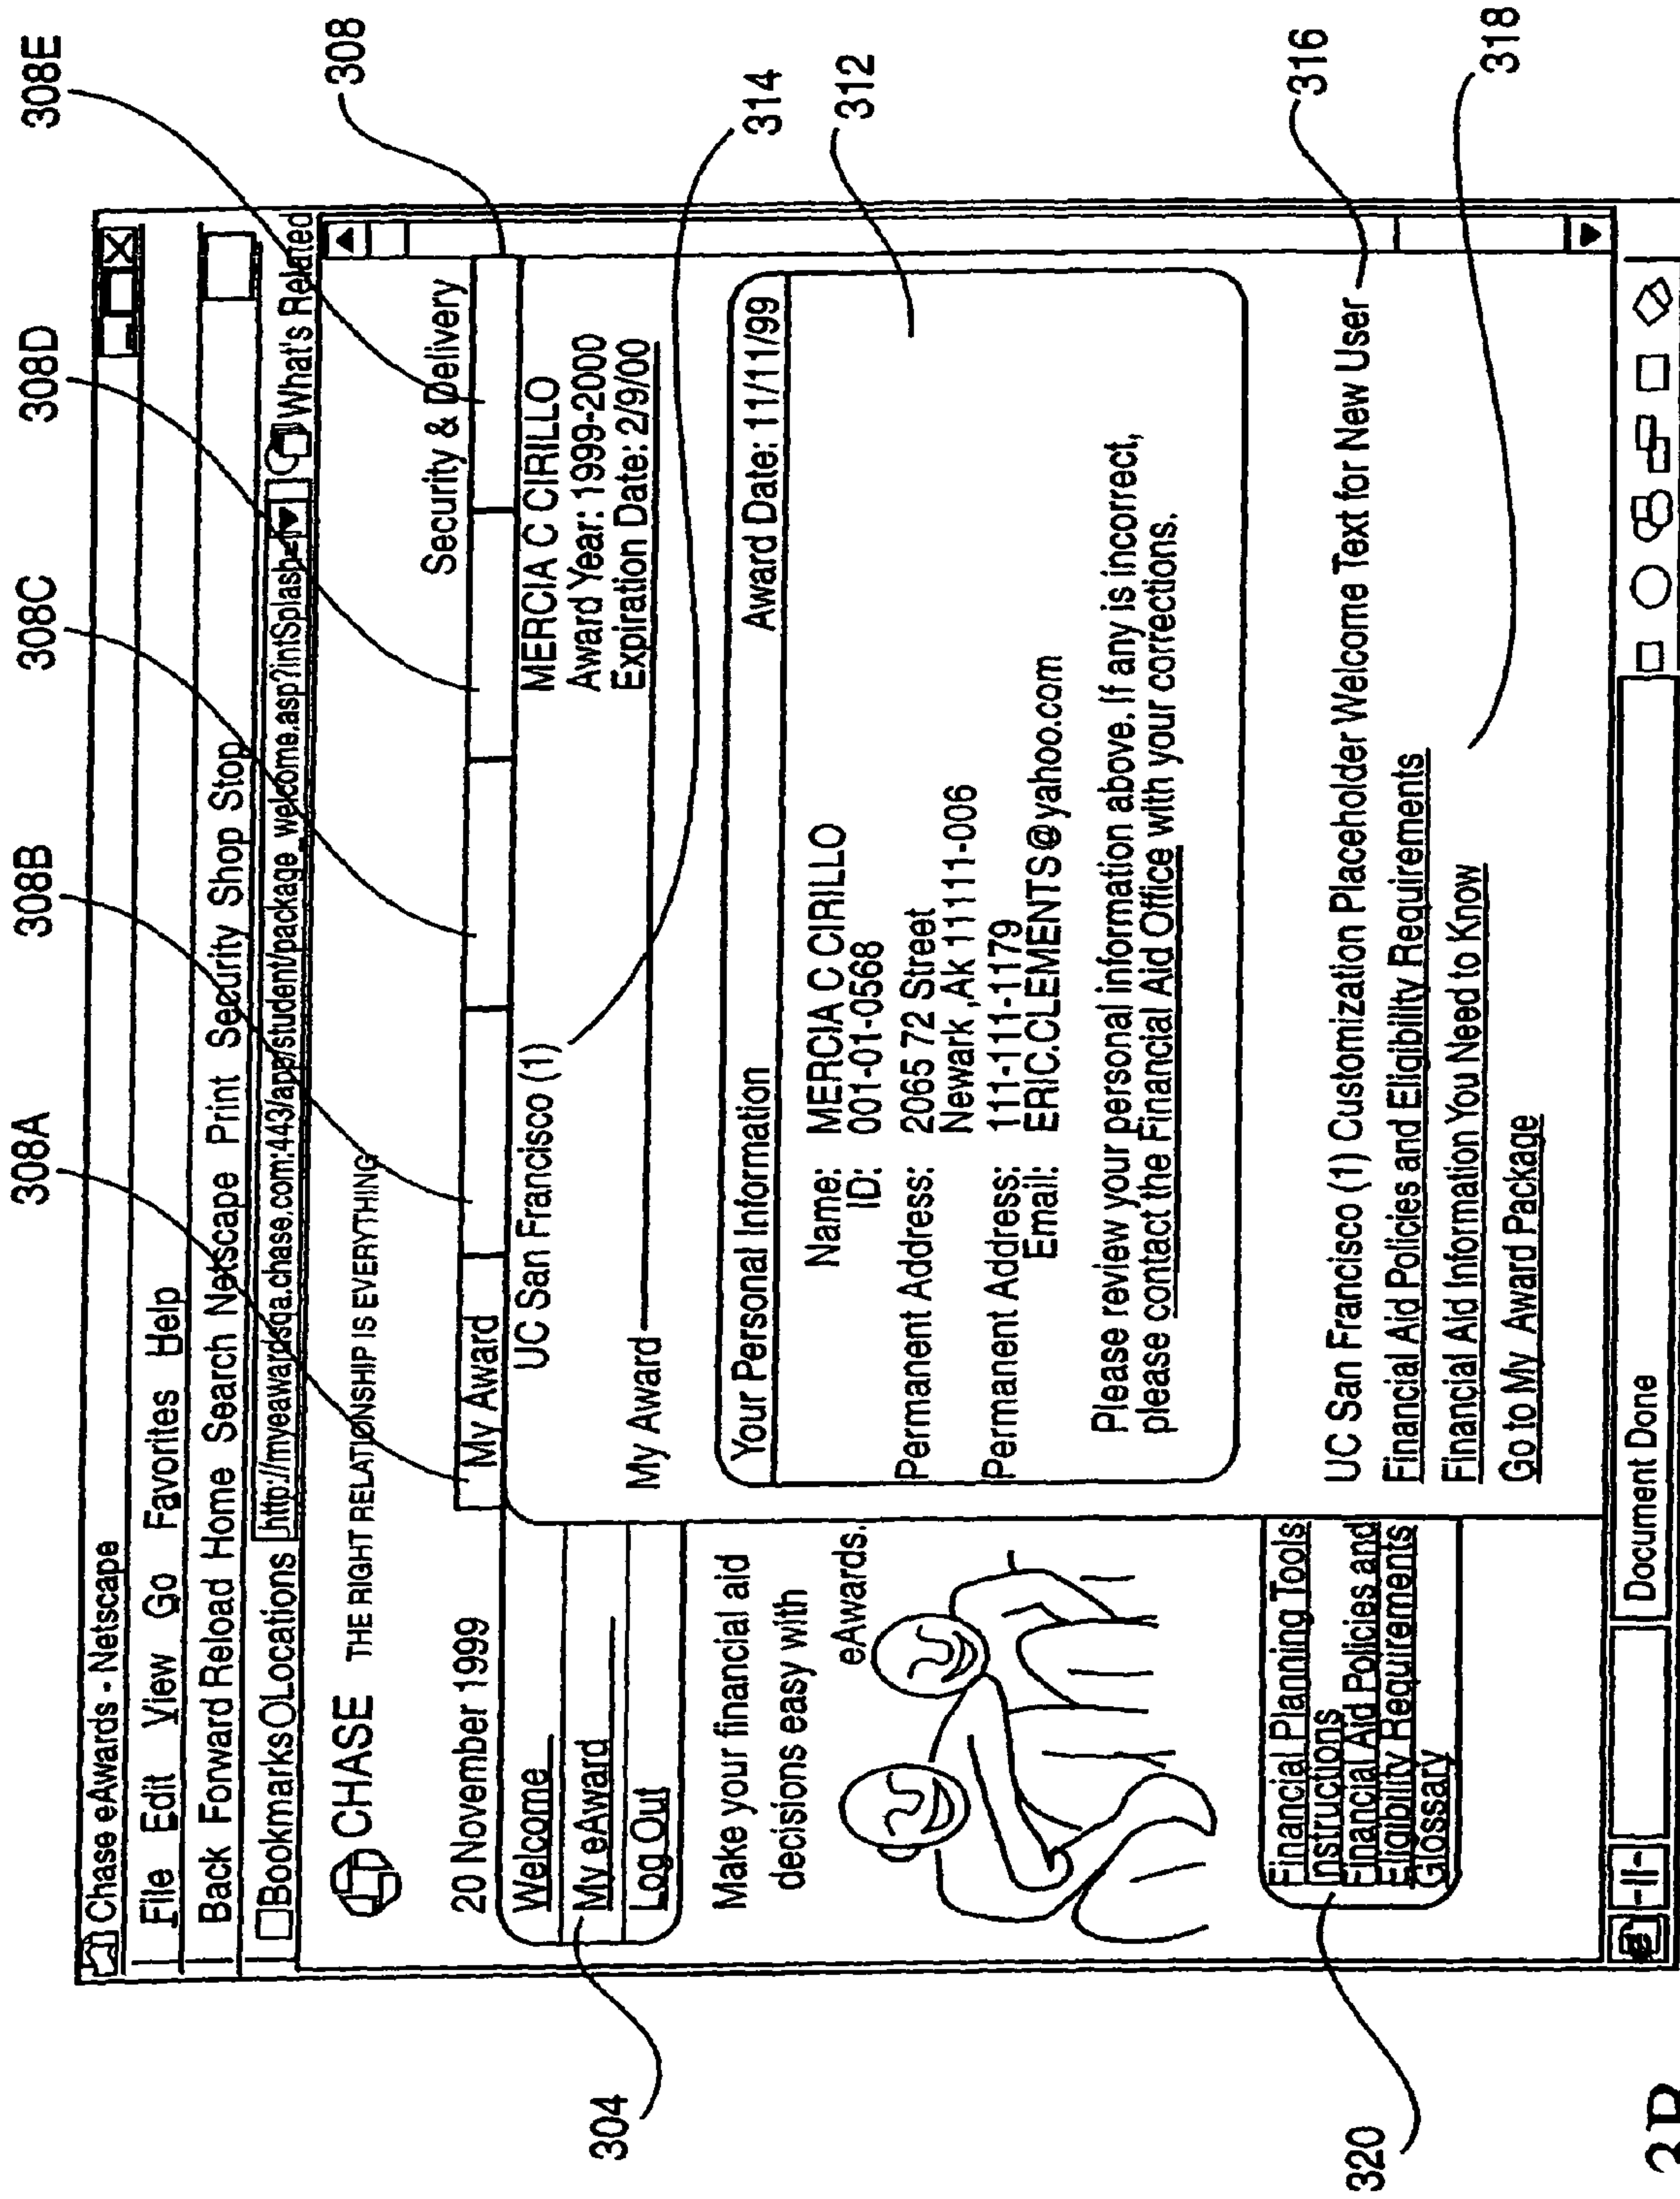 308A
308B
308C
308D
308E
Chase eAwards - Netscape
File Edit View Go Favorites Help
Back Forward Reload Home Search Netscape Print Security Shop Stop
Bookmarks OLocations http://myeawardsqa.chase.com:443/app/student/package_welcome.asp?intSplash=1 What's Related
CHASE THE RIGHT RELATIONSHIP IS EVERYTHING
308
20 November 1999
Security & Delivery
Welcome
My eAward
Log Out
304
My Award
UC San Francisco (1)
314
MERCIA C CIRILLO
Award Year: 1999-2000
Expiration Date: 2/9/00
My Award
Make your financial aid
decisions easy with
eAwards.
Your Personal Information Award Date: 11/11/99
312
Name: MERCIA C CIRILLO
ID: 001-01-0568
Permanent Address: 2065 72 Street
Newark ,Ak 11111-006
Permanent Address: 111-111-1179
Email: ERIC.CLEMENTS@yahoo.com
Please review your personal information above. If any is incorrect,
please contact the Financial Aid Office with your corrections.
Financial Planning Tools
Instructions
Financial Aid Policies and
Eligibility Requirements
Glossary
320
UC San Francisco (1) Customization Placeholder Welcome Text for New User
316
Financial Aid Policies and Eligibility Requirements
Financial Aid Information You Need to Know
318
Go to My Award Package
Document Done